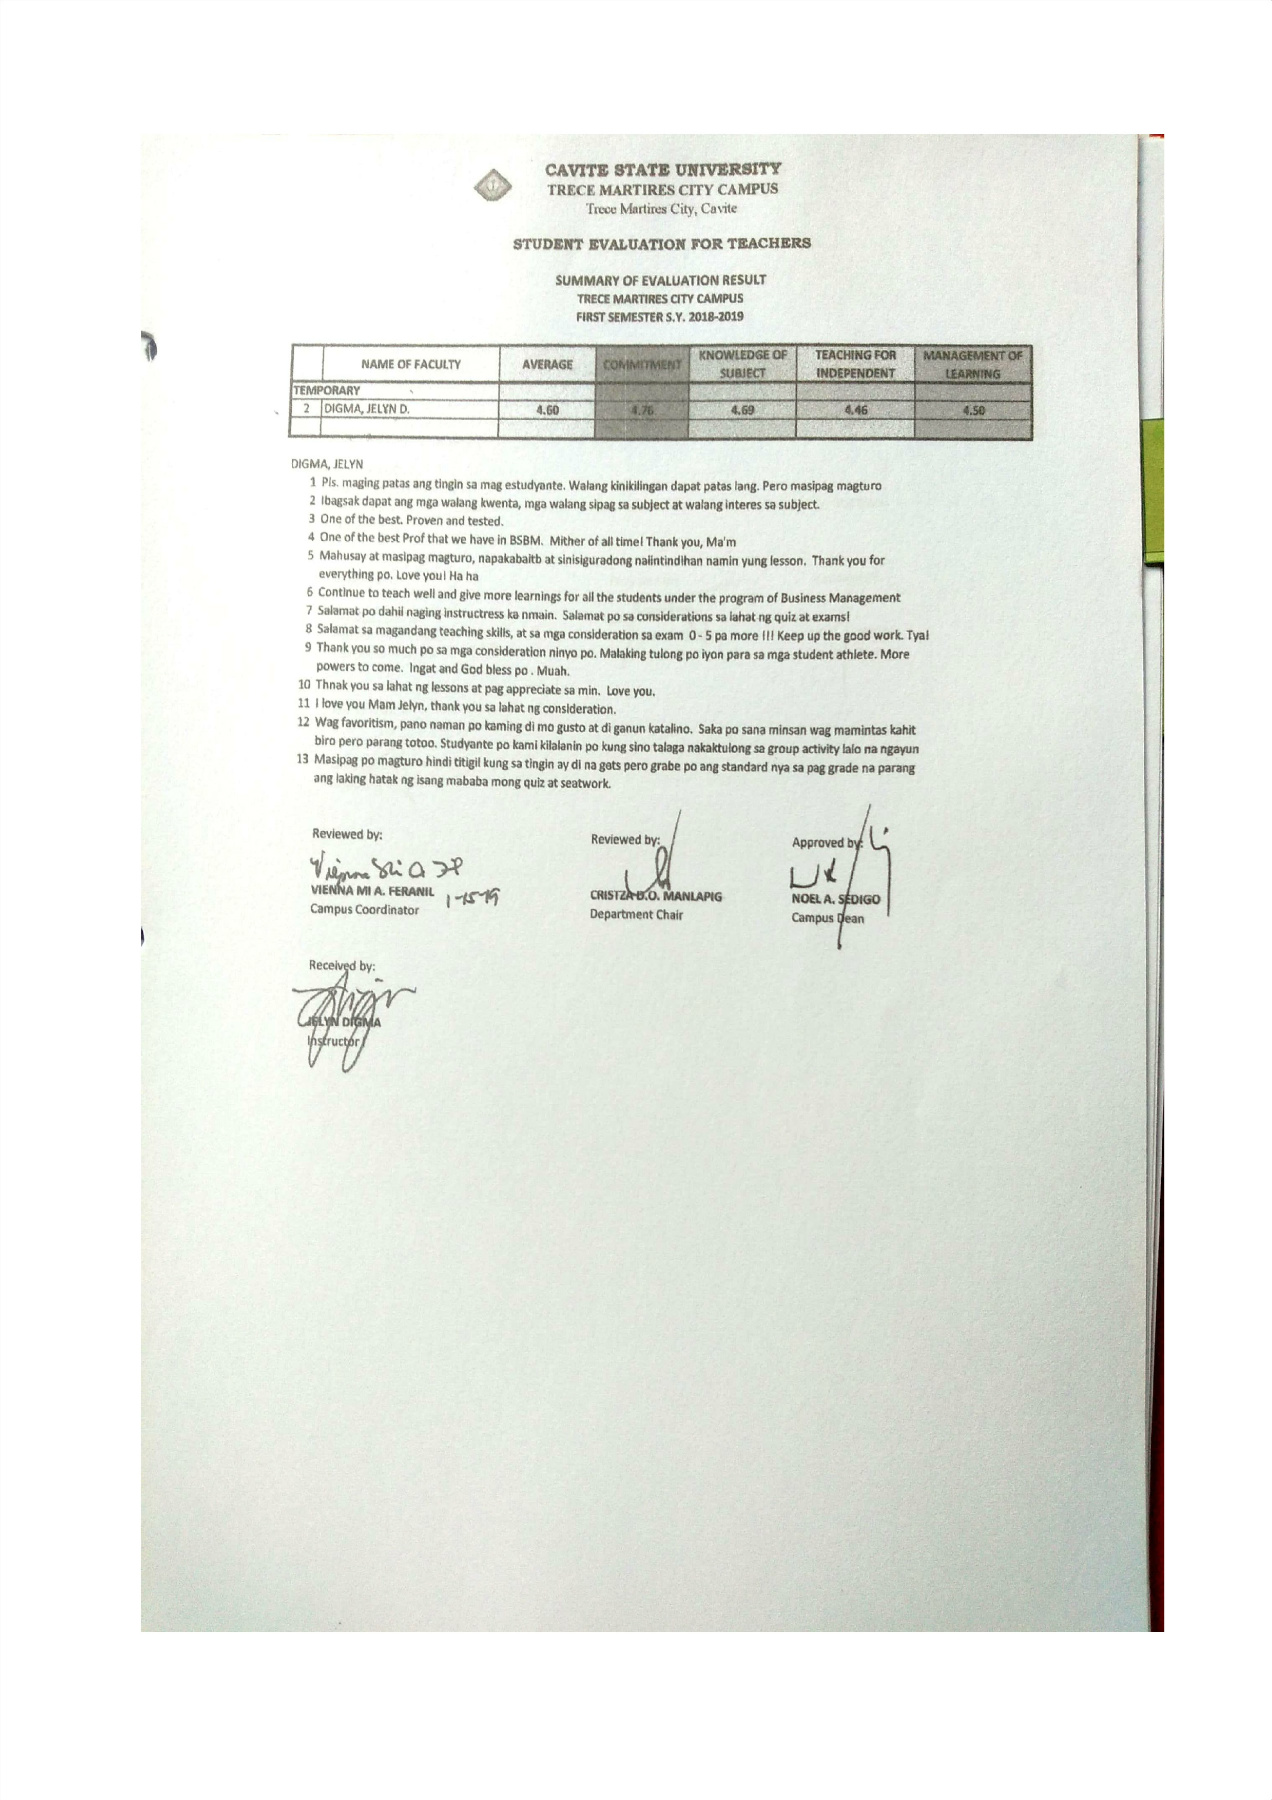 CAVITE STATE UNIVERSITY
TRECE MARTIRES CITY CAMPUS
Trece Martires City, Cavite
STUDENT EVALUATION FOR TEACHERS
SUMMARY OF EVALUATION RESULT
TRECE MARTIRES CITY CAMPUS
FIRST SEMESTER S.Y. 2018-2019
NAME OF FACULTY AVERAGE COMMITMENT KNOWLEDGE OF SUBJECT TEACHING FOR INDEPENDENT MANAGEMENT OF LEARNING
TEMPORARY
2 DIGMA, JELYN D. 4.60 4.76 4.69 4.46 4.50
DIGMA, JELYN
1 Pls. maging patas ang tingin sa mag estudyante. Walang kinikilingan dapat patas lang. Pero masipag magturo
2 Ibagsak dapat ang mga walang kwenta, mga walang sipag sa subject at walang interes sa subject.
3 One of the best. Proven and tested.
4 One of the best Prof that we have in BSBM. Mither of all time! Thank you, Ma'm
5 Mahusay at masipag magturo, napakabaitb at sinisiguradong nalintindihan namin yung lesson. Thank you for
everything po. Love you! Ha ha
6 Continue to teach well and give more learnings for all the students under the program of Business Management
7 Salamat po dahil naging instructress ka nmain. Salamat po sa considerations sa lahat ng quiz at exams!
8 Salamat sa magandang teaching skills, at sa mga consideration sa exam 0 - 5 pa more !!! Keep up the good work. Tya!
9 Thank you so much po sa mga consideration ninyo po. Malaking tulong po iyon para sa mga student athlete. More
powers to come. Ingat and God bless po . Muah.
10 Thnak you sa lahat ng lessons at pag appreciate sa min. Love you.
11 I love you Mam Jelyn, thank you sa lahat ng consideration.
12 Wag favoritism, pano naman po kaming di mo gusto at di ganun katalino. Saka po sana minsan wag mamintas kahit
biro pero parang totoo. Studyante po kami kilalanin po kung sino talaga nakaktulong sa group activity lalo na ngayun
13 Masipag po magturo hindi titigil kung sa tingin ay di na gets pero grabe po ang standard nya sa pag grade na parang
ang laking hatak ng isang mababa mong quiz at seatwork.
Reviewed by: Reviewed by: Approved by:
VIENNA MI A. FERANIL 1-15-19 CRISTZA D.O. MANLAPIG NOEL A. SEDIGO
Campus Coordinator Department Chair Campus Dean
Received by:
JELYN DIGMA
Instructor